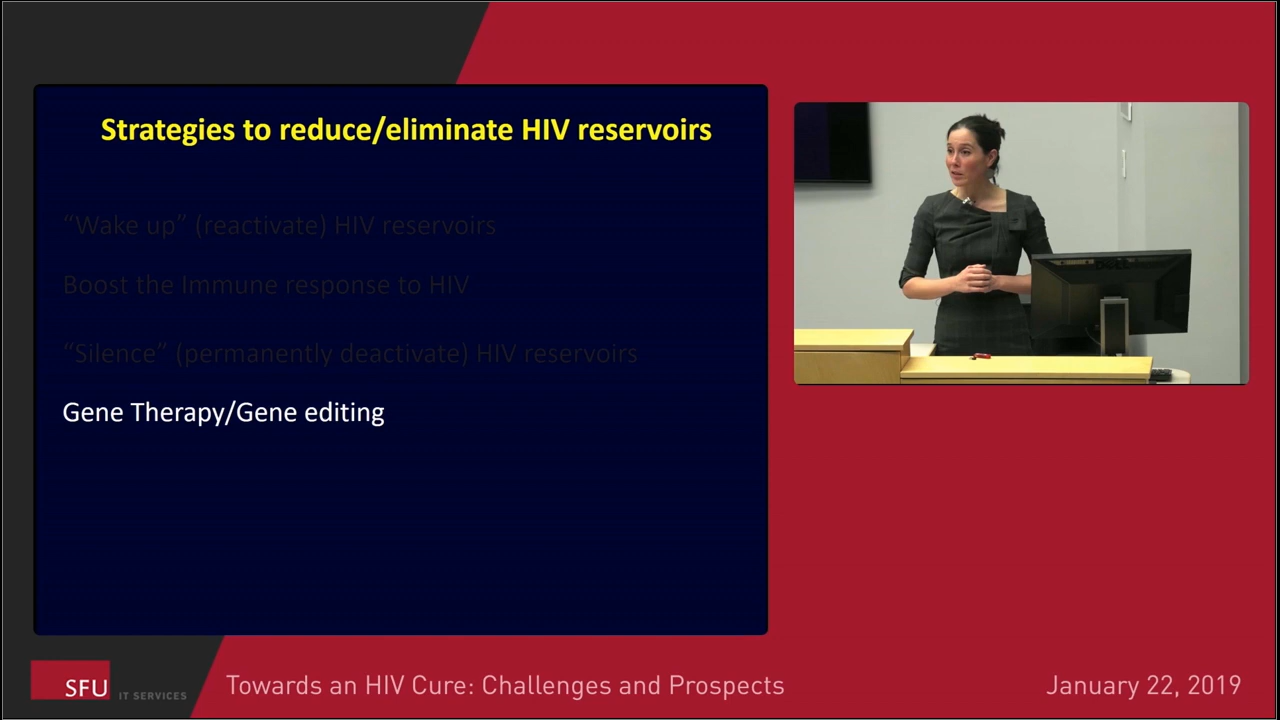 Strategies to reduce/eliminate HIV reservoirs
“Wake up” (reactivate) HIV reservoirs
Boost the Immune response to HIV
“Silence” (permanently deactivate) HIV reservoirs
Gene Therapy/Gene editing
DELL
SFU IT SERVICES
Towards an HIV Cure: Challenges and Prospects
January 22, 2019